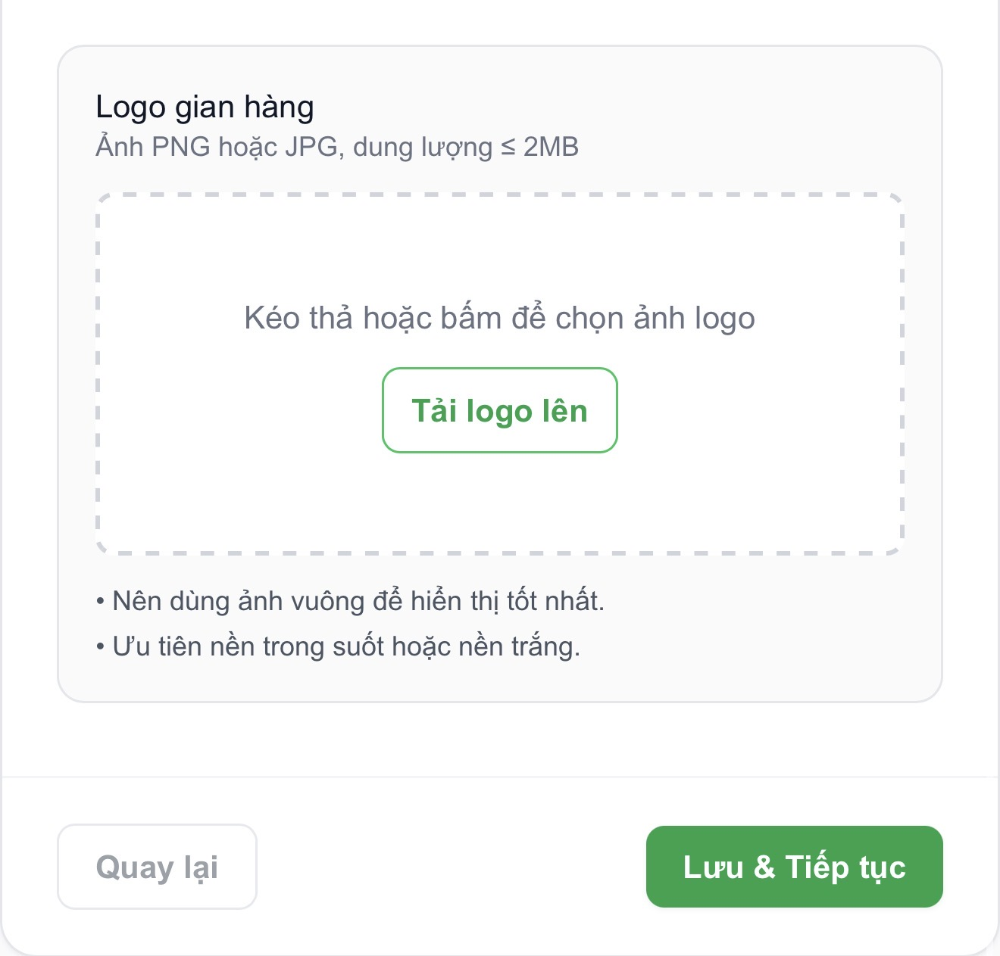 Logo gian hàng
Ảnh PNG hoặc JPG, dung lượng ≤ 2MB
Kéo thả hoặc bấm để chọn ảnh logo
Tải logo lên
• Nên dùng ảnh vuông để hiển thị tốt nhất.
• Ưu tiên nền trong suốt hoặc nền trắng.
Quay lại
Lưu & Tiếp tục